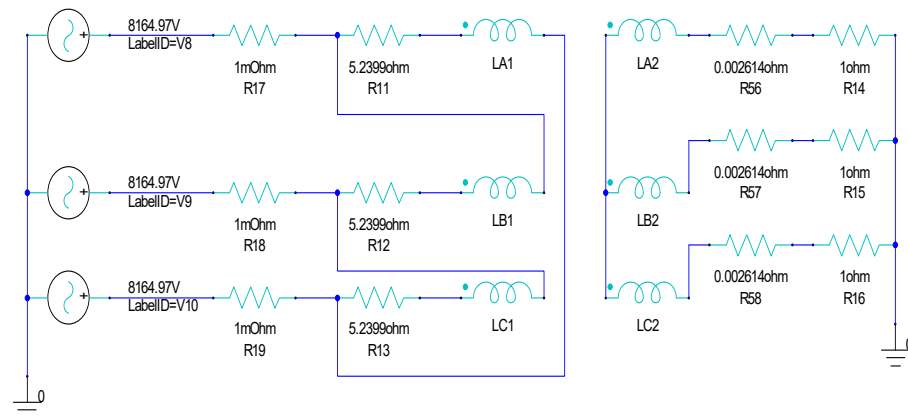 8164.97V
LabelID=V8
+
1mOhm
R17
5.2399ohm
R11
LA1
LA2
0.002614ohm
R56
1ohm
R14
8164.97V
LabelID=V9
+
1mOhm
R18
5.2399ohm
R12
LB1
LB2
0.002614ohm
R57
1ohm
R15
8164.97V
LabelID=V10
+
1mOhm
R19
5.2399ohm
R13
LC1
LC2
0.002614ohm
R58
1ohm
R16
0